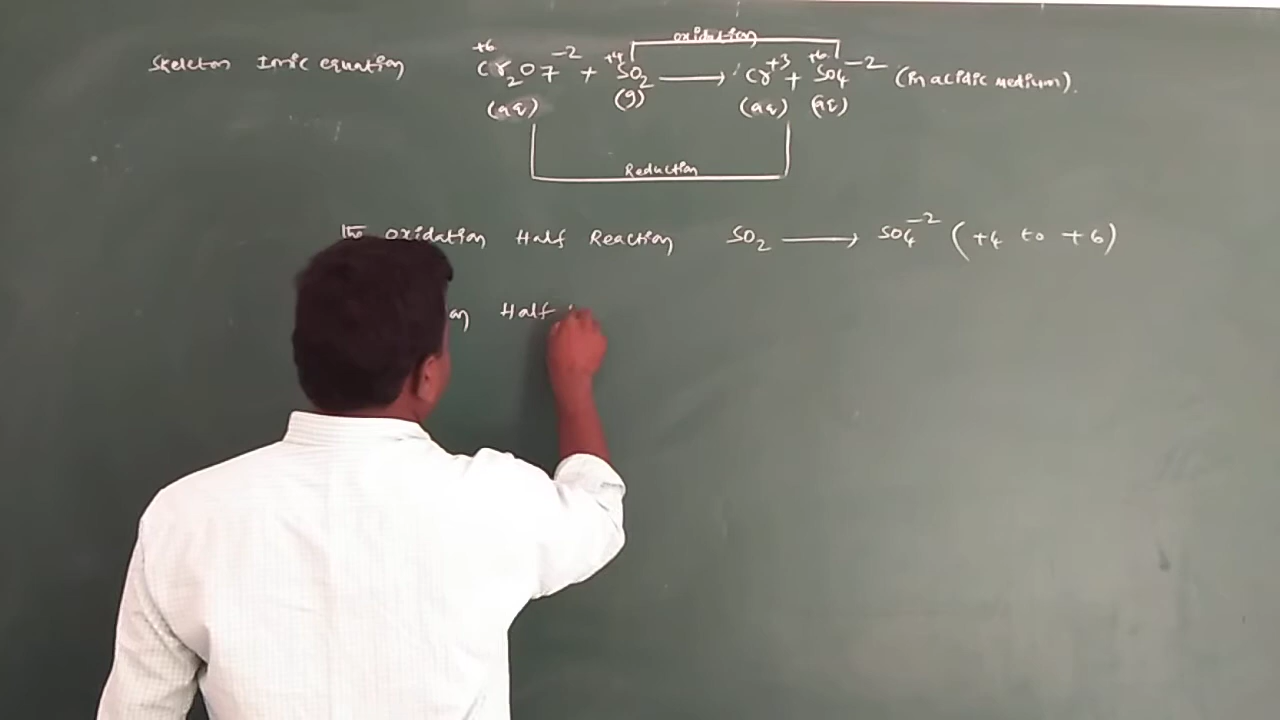 oxidation
Skeleton Ionic equation +6 Cr2O7 -2 + +4 SO2 ⟶ Cr +3 + +6 SO4 -2 (in acidic medium).
(aq) (g) (aq) (aq)
Reduction
The oxidation Half Reaction SO2 ⟶ SO4 -2 (+4 to +6)
Half